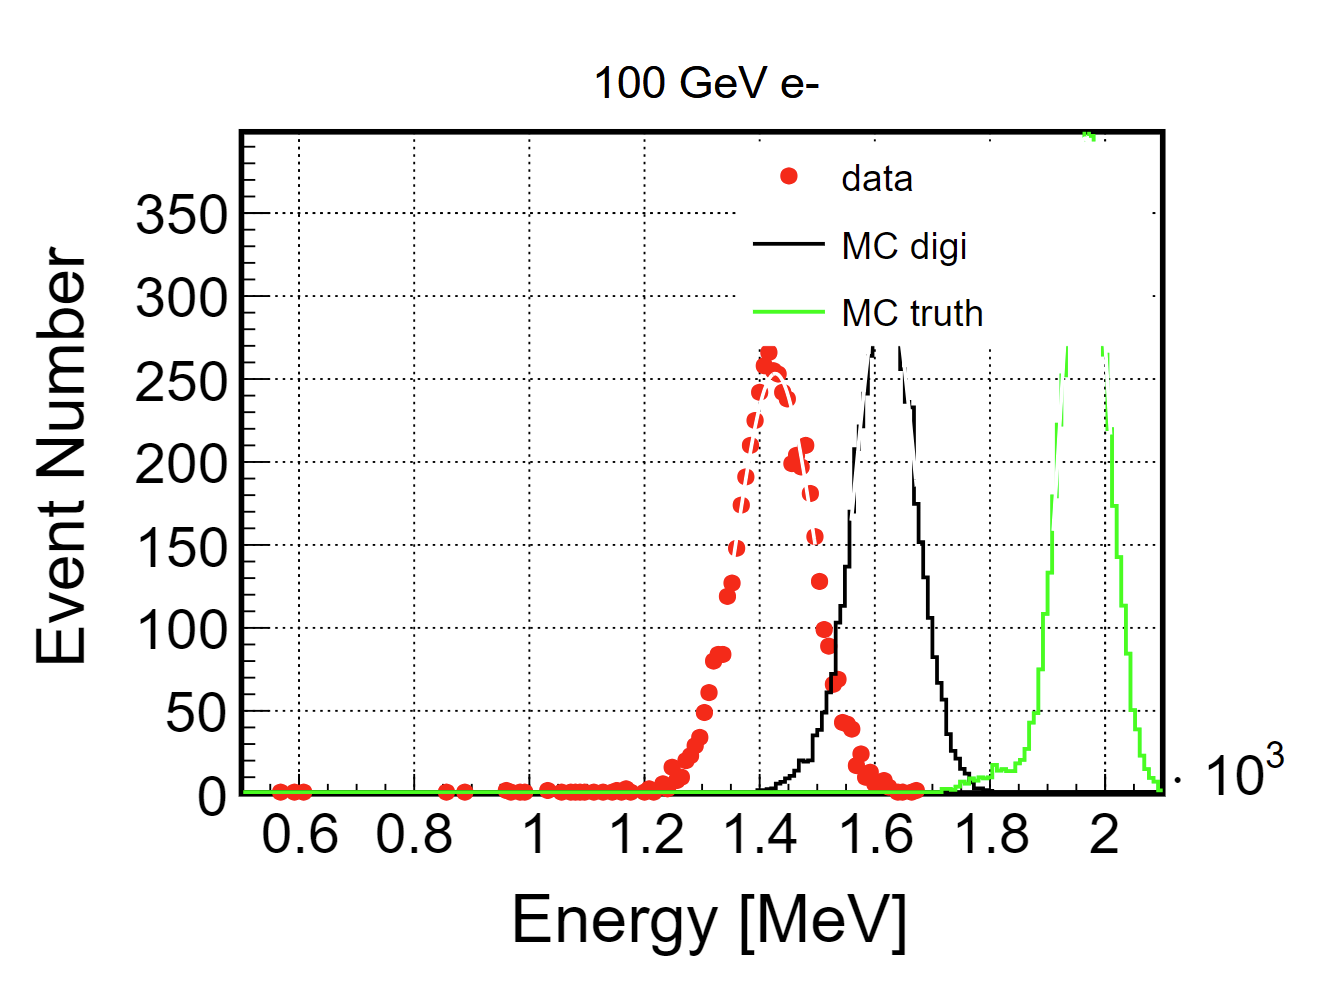 100 GeV e-
data
MC digi
MC truth
Event Number
350
300
250
200
150
100
50
0
0.6 0.8 1 1.2 1.4 1.6 1.8 2
· 10³
Energy [MeV]